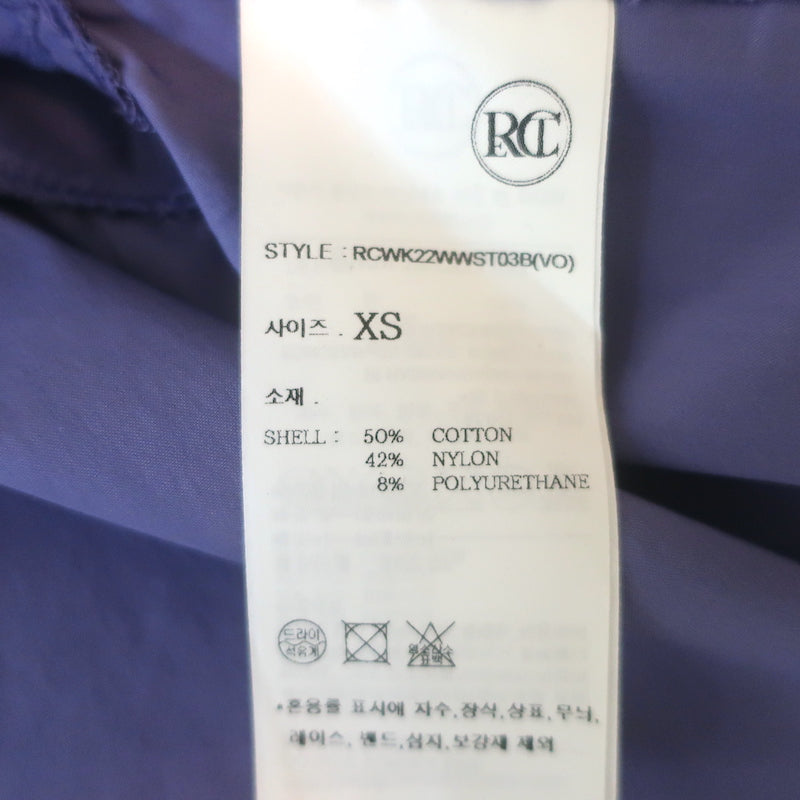 RCC
STYLE : RCWK22WWST03B(VO)
사이즈 . XS
소재 .
SHELL : 50% COTTON
42% NYLON
8% POLYURETHANE
드라이
석유계
표백
*혼용률 표시에 자수,장식,상표,무늬,
레이스, 밴드,심지,보강재 제외